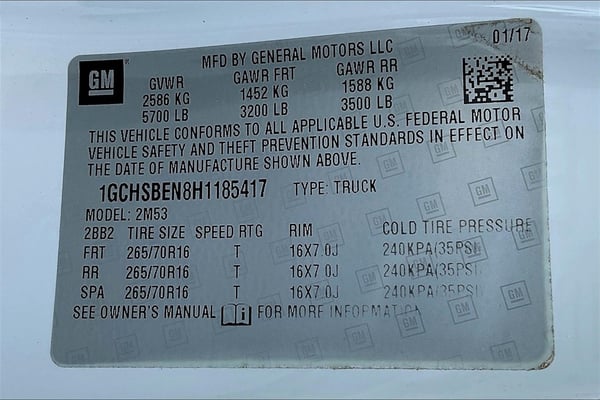 GM
01/17
MFD BY GENERAL MOTORS LLC
GVWR GAWR FRT GAWR RR
2586 KG 1452 KG 1588 KG
5700 LB 3200 LB 3500 LB
THIS VEHICLE CONFORMS TO ALL APPLICABLE U.S. FEDERAL MOTOR
VEHICLE SAFETY AND THEFT PREVENTION STANDARDS IN EFFECT ON
THE DATE OF MANUFACTURE SHOWN ABOVE.
1GCHSBEN8H1185417 TYPE: TRUCK
MODEL: 2M53
2BB2 TIRE SIZE SPEED RTG RIM COLD TIRE PRESSURE
FRT 265/70R16 T 16X7.0J 240KPA(35PSI)
RR 265/70R16 T 16X7.0J 240KPA(35PSI)
SPA 265/70R16 T 16X7.0J 240KPA(35PSI)
SEE OWNER'S MANUAL FOR MORE INFORMATION